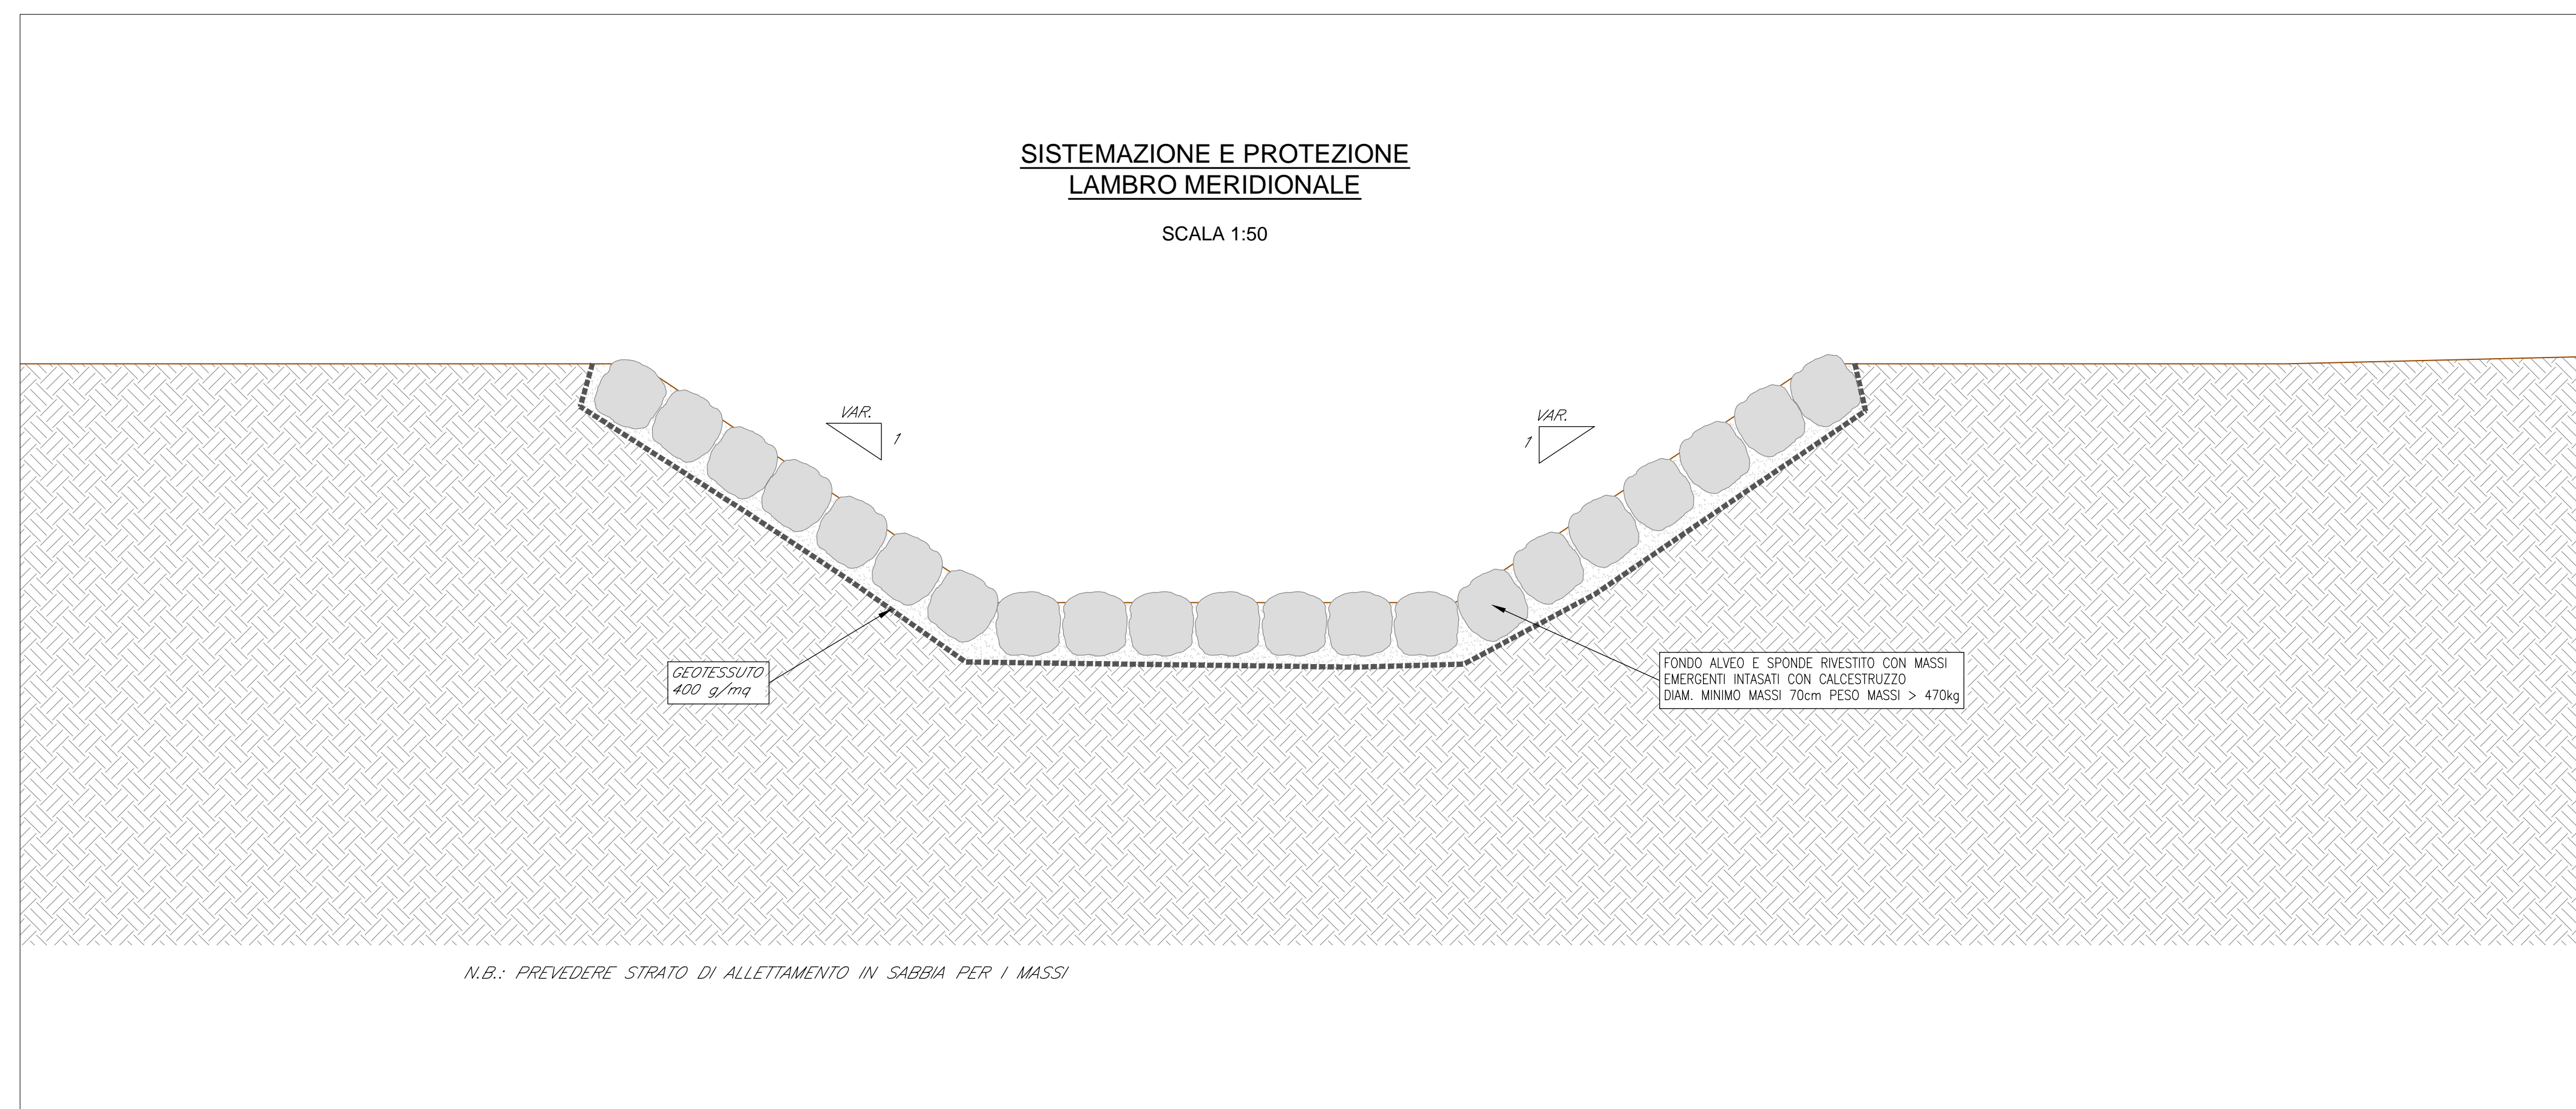 SISTEMAZIONE E PROTEZIONE
LAMBRO MERIDIONALE
SCALA 1:50
VAR.
1
VAR.
1
GEOTESSUTO
400 g/mq
FONDO ALVEO E SPONDE RIVESTITO CON MASSI
EMERGENTI INTASATI CON CALCESTRUZZO
DIAM. MINIMO MASSI 70cm PESO MASSI > 470kg
N.B.: PREVEDERE STRATO DI ALLETTAMENTO IN SABBIA PER I MASSI